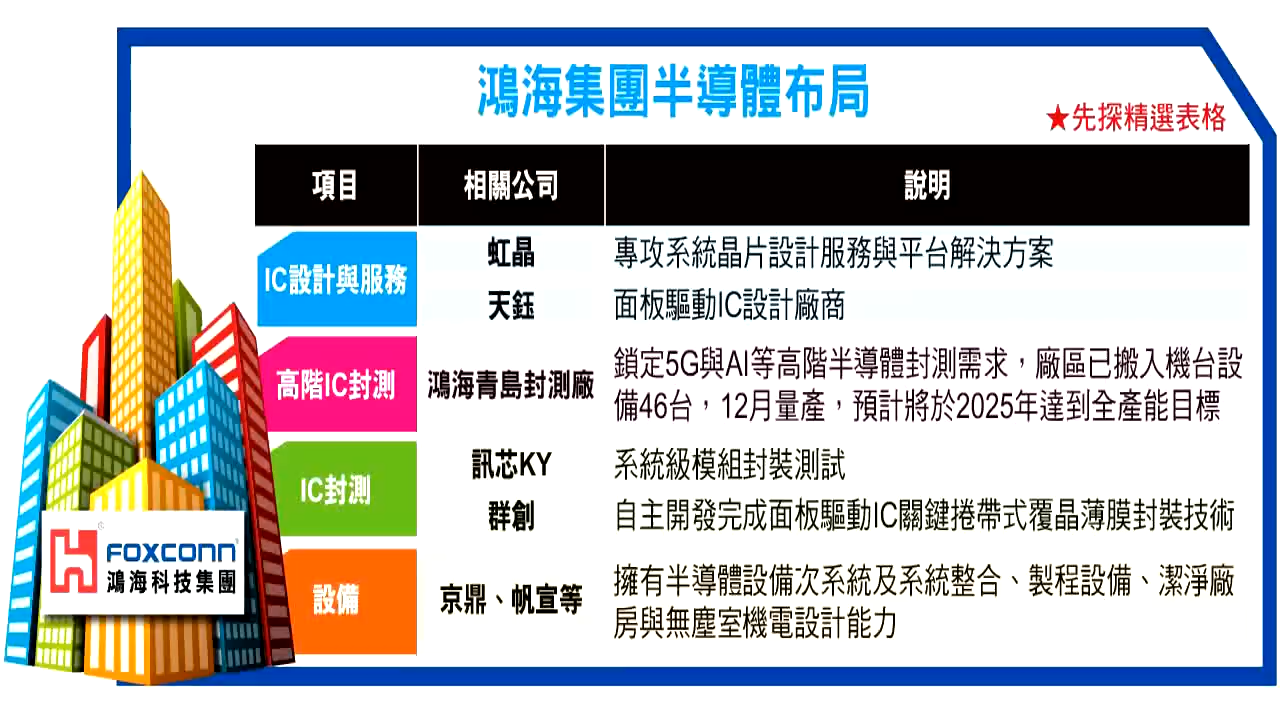 鴻海集團半導體布局
★先探精選表格
項目 相關公司 說明
IC設計與服務
虹晶 專攻系統晶片設計服務與平台解決方案
天鈺 面板驅動IC設計廠商
高階IC封測 鴻海青島封測廠
鎖定5G與AI等高階半導體封測需求，廠區已搬入機台設
備46台，12月量產，預計將於2025年達到全產能目標
IC封測
訊芯KY 系統級模組封裝測試
群創 自主開發完成面板驅動IC關鍵捲帶式覆晶薄膜封裝技術
設備 京鼎、帆宣等
擁有半導體設備次系統及系統整合、製程設備、潔淨廠
房與無塵室機電設計能力
® FOXCONN®
鴻海科技集團